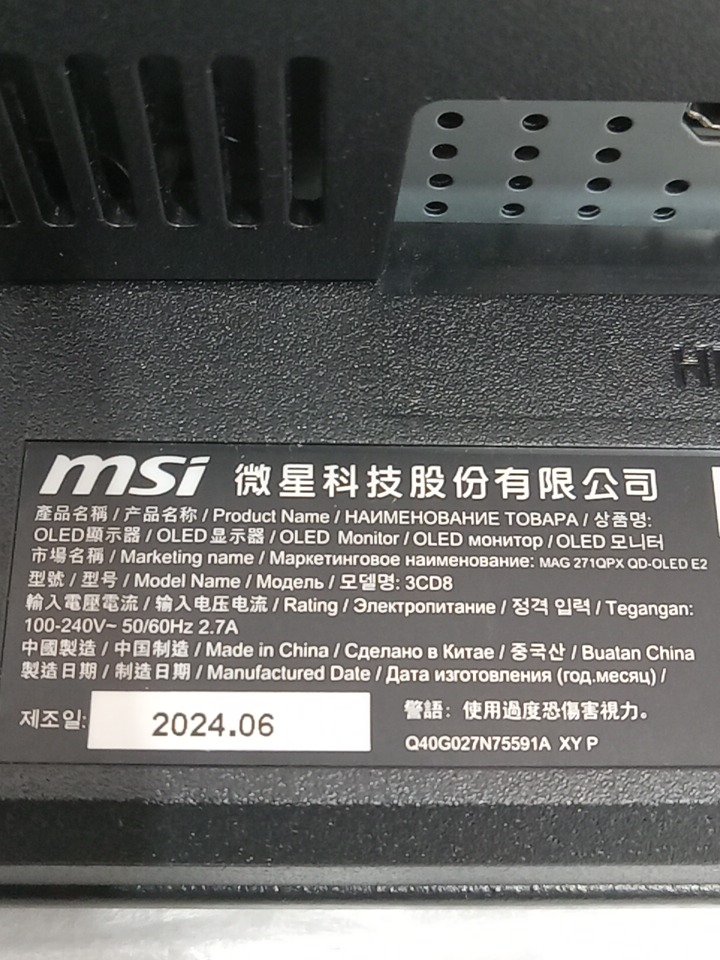 HD
msi 微星科技股份有限公司
產品名稱 / 产品名称 / Product Name / НАИМЕНОВАНИЕ ТОВАРА / 상품명:
OLED顯示器 / OLED显示器 / OLED Monitor / OLED монитор / OLED 모니터
市場名稱 / Marketing name / Маркетинговое наименование: MAG 271QPX QD-OLED E2
型號 / 型号 / Model Name / Модель / 모델명: 3CD8
輸入電壓電流 / 输入电压电流 / Rating / Электропитание / 정격 입력 / Tegangan:
100-240V~ 50/60Hz 2.7A
中國製造 / 中国制造 / Made in China / Сделано в Китае / 중국산 / Buatan China
製造日期 / 制造日期 / Manufactured Date / Дата изготовления (год.месяц) /
제조일: 2024.06
警語: 使用過度恐傷害視力。
Q40G027N75591A XY P